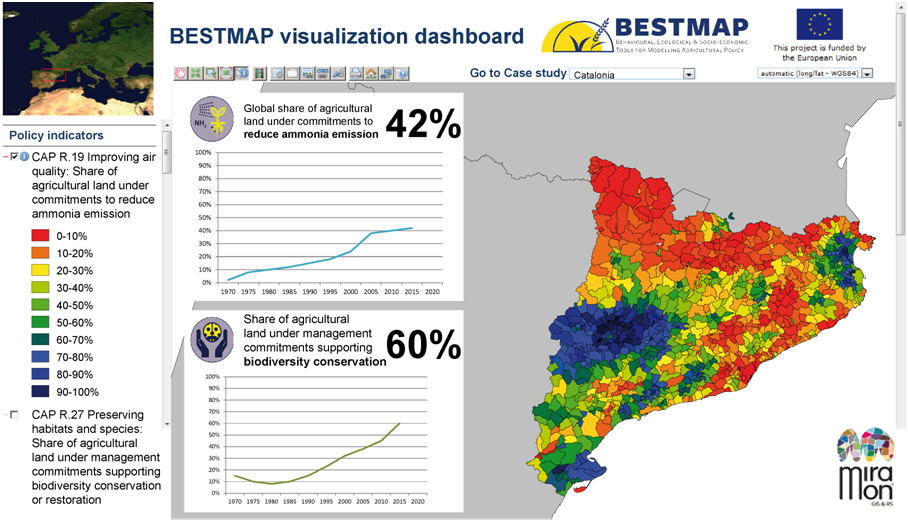 BESTMAP visualization dashboard
BESTMAP
BEHAVIOURAL, ECOLOGICAL & SOCIO-ECONOMIC
TOOLS FOR MODELLING AGRICULTURAL POLICY
This project is funded by
the European Union
Go to Case study
Catalonia
automatic (long/lat - WGS84)
Policy indicators
CAP R.19 Improving air
quality: Share of
agricultural land under
commitments to reduce
ammonia emission
0-10%
10-20%
20-30%
30-40%
40-50%
50-60%
60-70%
70-80%
80-90%
90-100%
CAP R.27 Preserving
habitats and species:
Share of agricultural
land under management
commitments supporting
biodiversity conservation
or restoration
NH3
Global share of agricultural
land under commitments to
reduce ammonia emission
42%
100%
90%
80%
70%
60%
50%
40%
30%
20%
10%
0%
1970 1975 1980 1985 1990 1995 2000 2005 2010 2015 2020
Share of agricultural
land under management
commitments supporting
biodiversity conservation
60%
100%
90%
80%
70%
60%
50%
40%
30%
20%
10%
0%
1970 1975 1980 1985 1990 1995 2000 2005 2010 2015 2020
mira
mon
GIS & RS